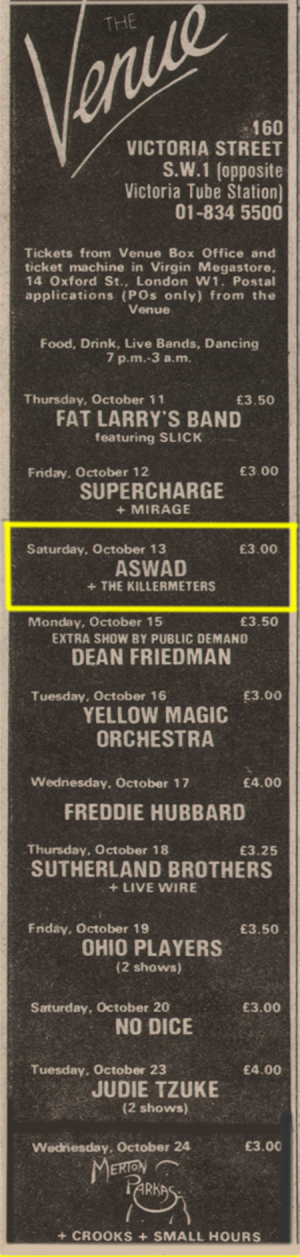 THE
Venue
160
VICTORIA STREET
S.W.1 (opposite
Victoria Tube Station)
01-834 5500
Tickets from Venue Box Office and
ticket machine in Virgin Megastore,
14 Oxford St., London W1. Postal
applications (POs only) from the
Venue
Food, Drink, Live Bands, Dancing
7 p.m.-3 a.m.
Thursday, October 11 £3.50
FAT LARRY'S BAND
featuring SLICK
Friday, October 12 £3.00
SUPERCHARGE
+ MIRAGE
Saturday, October 13 £3.00
ASWAD
+ THE KILLERMETERS
Monday, October 15 £3.50
EXTRA SHOW BY PUBLIC DEMAND
DEAN FRIEDMAN
Tuesday, October 16 £3.00
YELLOW MAGIC
ORCHESTRA
Wednesday, October 17 £4.00
FREDDIE HUBBARD
Thursday, October 18 £3.25
SUTHERLAND BROTHERS
+ LIVE WIRE
Friday, October 19 £3.50
OHIO PLAYERS
(2 shows)
Saturday, October 20 £3.00
NO DICE
Tuesday, October 23 £4.00
JUDIE TZUKE
(2 shows)
Wednesday, October 24 £3.00
MERTON
PARKAS
+ CROOKS + SMALL HOURS